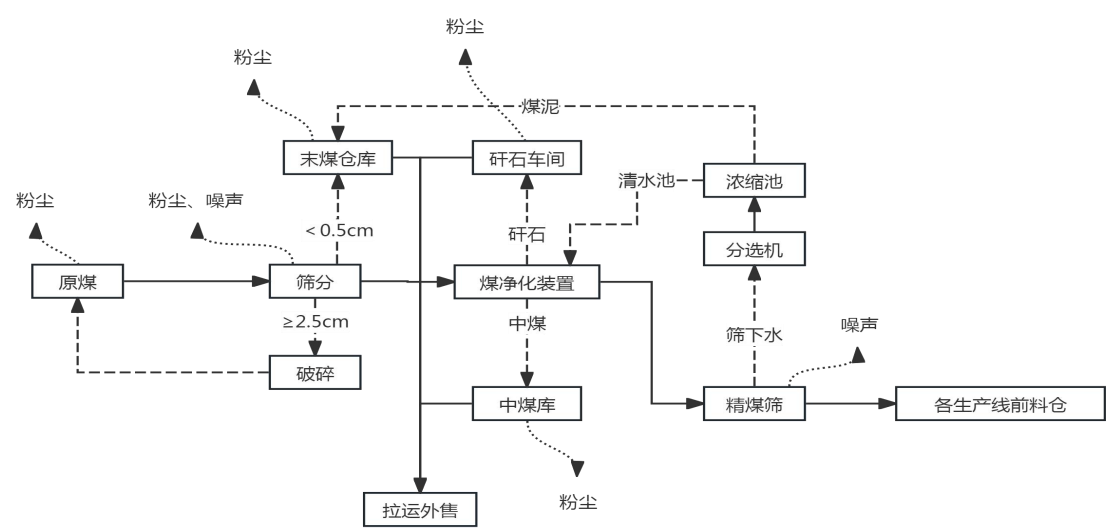 粉尘
粉尘
煤泥
末煤仓库
矸石车间
清水池
浓缩池
粉尘
粉尘、噪声
<0.5cm
矸石
分选机
原煤
筛分
煤净化装置
≥2.5cm
中煤
筛下水
噪声
破碎
中煤库
精煤筛
各生产线前料仓
粉尘
拉运外售